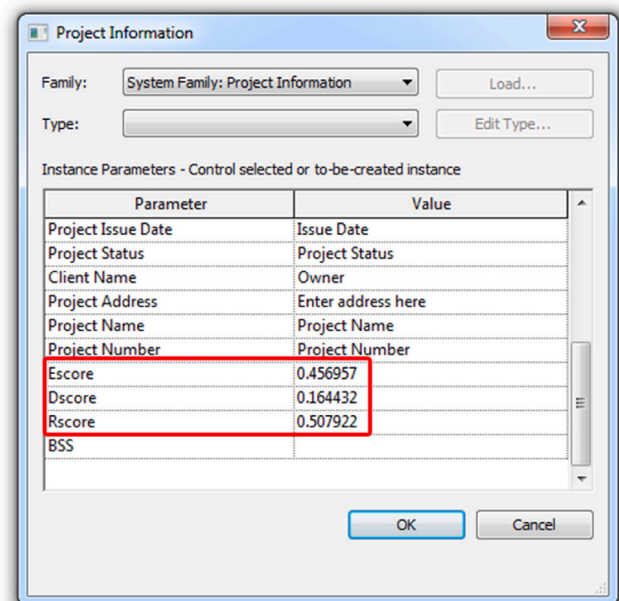 Project Information
Family: System Family: Project Information Load...
Type: Edit Type...
Instance Parameters - Control selected or to-be-created instance
Parameter Value
Project Issue Date Issue Date
Project Status Project Status
Client Name Owner
Project Address Enter address here
Project Name Project Name
Project Number Project Number
Escore 0.456957
Dscore 0.164432
Rscore 0.507922
BSS
OK Cancel